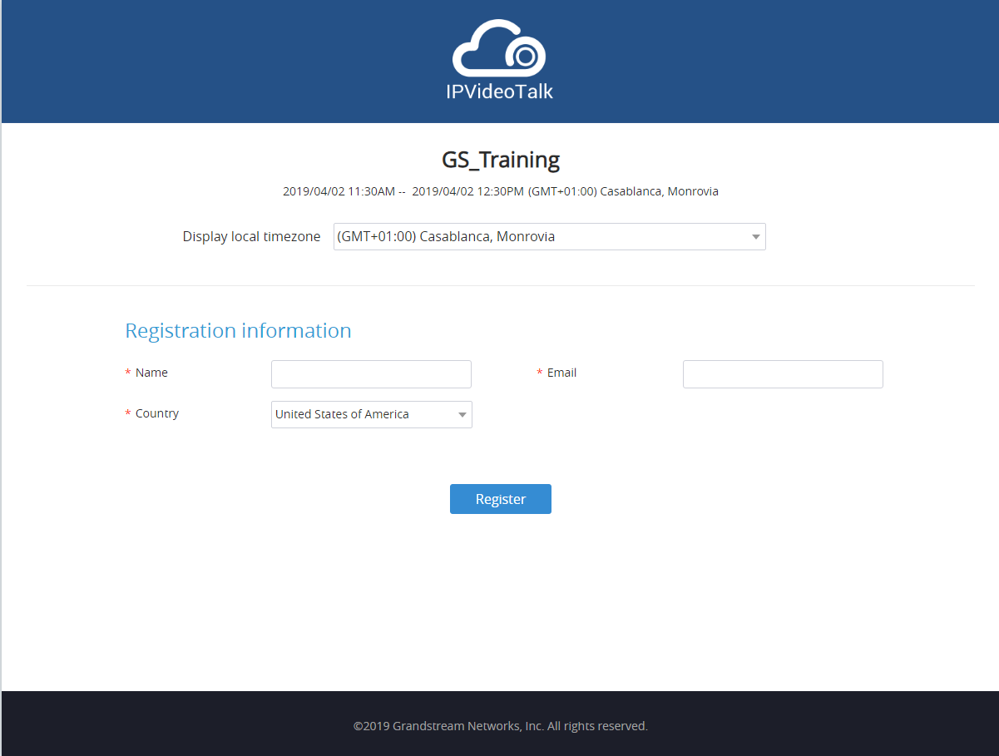 IPVideoTalk
GS_Training
2019/04/02 11:30AM -- 2019/04/02 12:30PM (GMT+01:00) Casablanca, Monrovia
Display local timezone (GMT+01:00) Casablanca, Monrovia
Registration information
* Name * Email
* Country United States of America
Register
©2019 Grandstream Networks, Inc. All rights reserved.